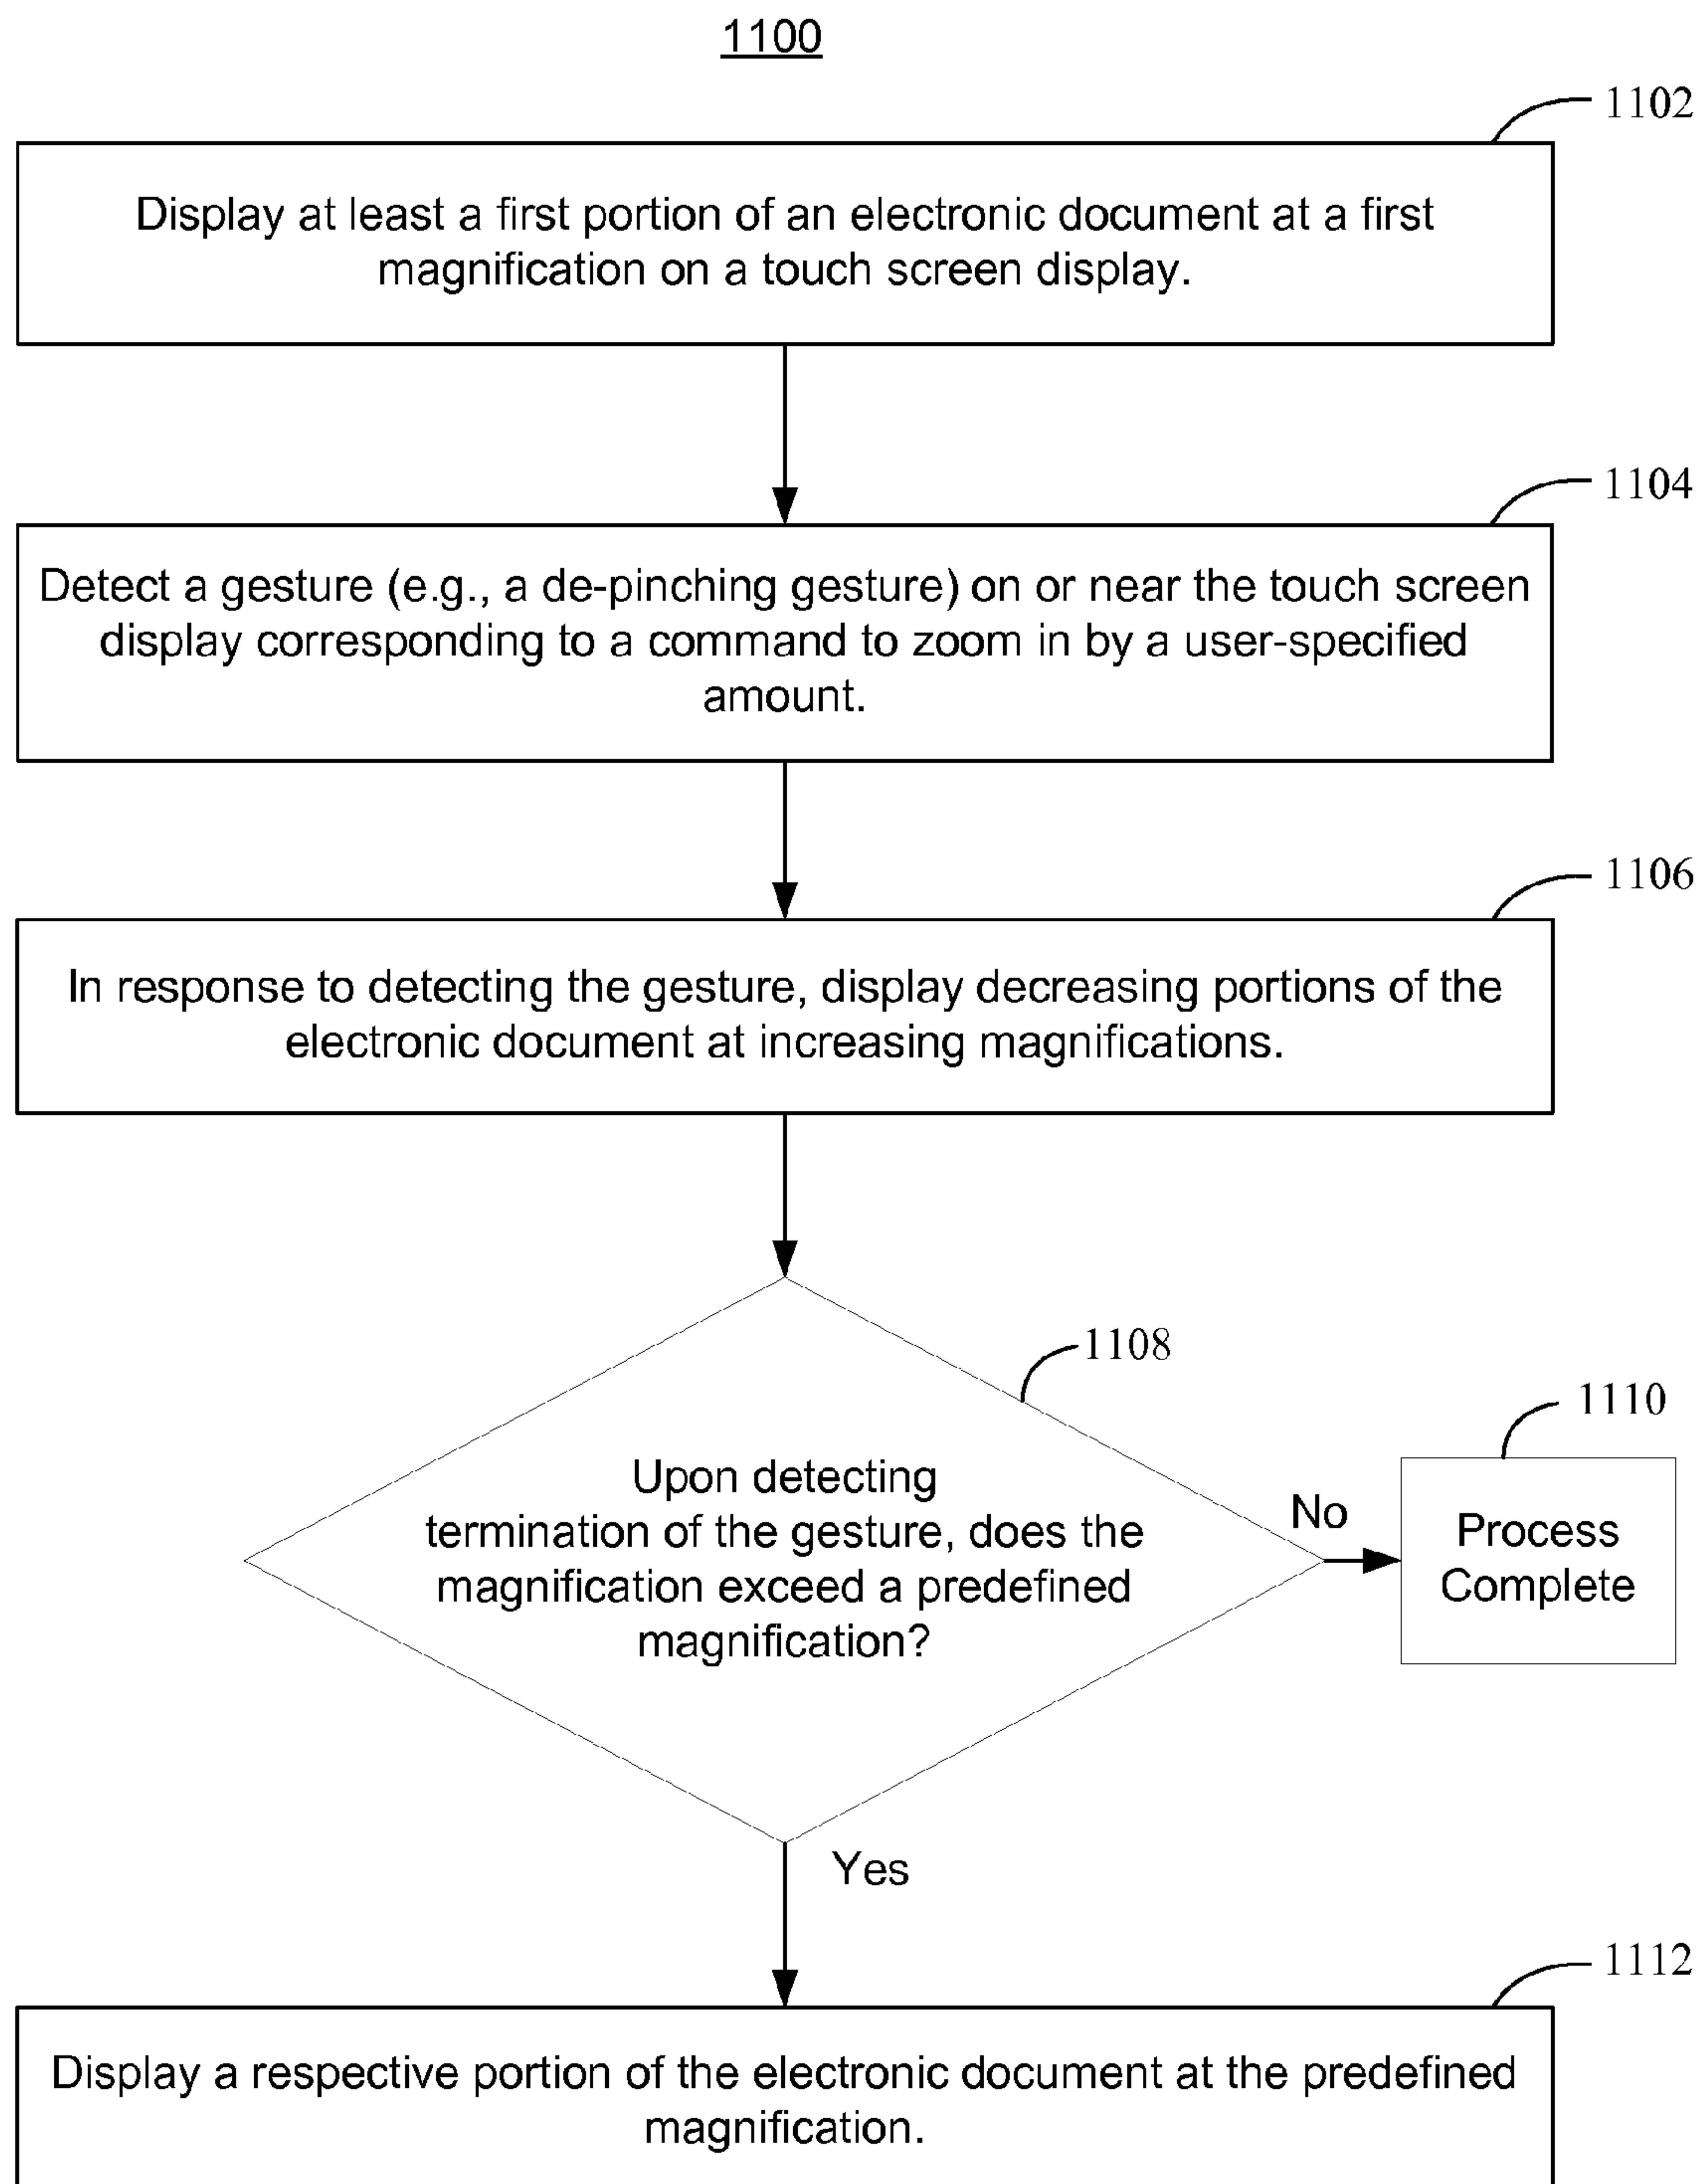 1100
1102
Display at least a first portion of an electronic document at a first
magnification on a touch screen display.
1104
Detect a gesture (e.g., a de-pinching gesture) on or near the touch screen
display corresponding to a command to zoom in by a user-specified
amount.
1106
In response to detecting the gesture, display decreasing portions of the
electronic document at increasing magnifications.
1108
Upon detecting
termination of the gesture, does the
magnification exceed a predefined
magnification?
No
1110
Process
Complete
Yes
1112
Display a respective portion of the electronic document at the predefined
magnification.